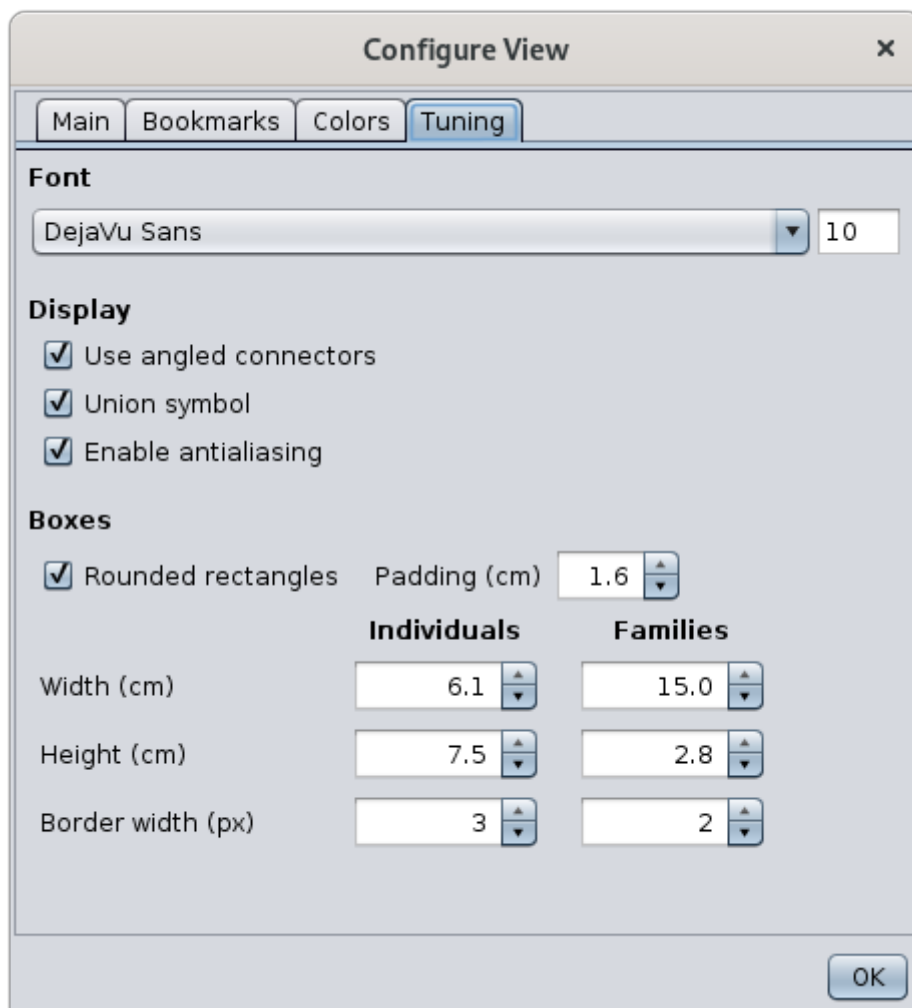 Configure View
Main Bookmarks Colors Tuning
Font
DejaVu Sans 10
Display
Use angled connectors
Union symbol
Enable antialiasing
Boxes
Rounded rectangles Padding (cm) 1.6
Individuals Families
Width (cm) 6.1 15.0
Height (cm) 7.5 2.8
Border width (px) 3 2
OK